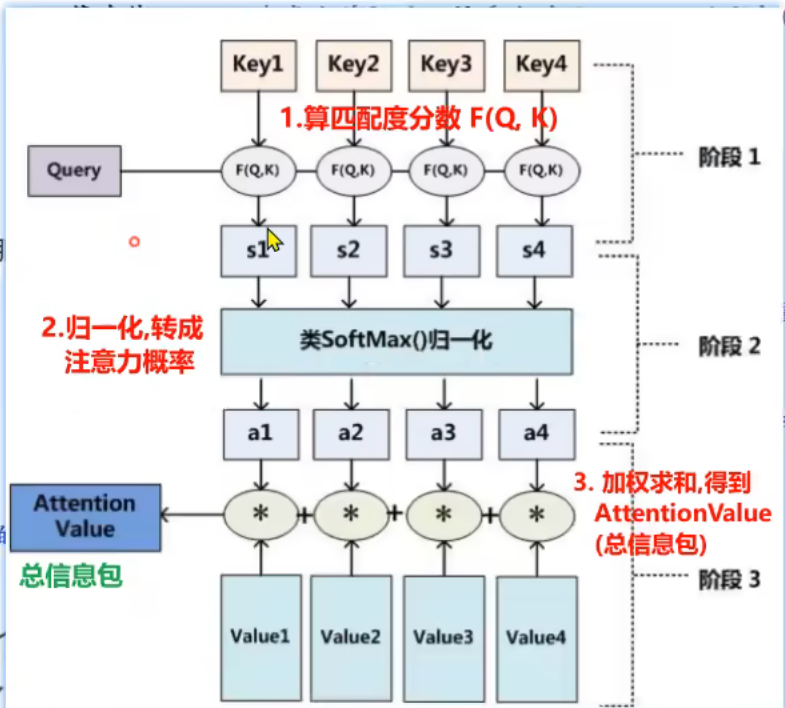 Key1 Key2 Key3 Key4
1.算匹配度分数 F(Q, K)
阶段 1
Query F(Q,K) F(Q,K) F(Q,K) F(Q,K)
s1 s2 s3 s4
2.归一化,转成
注意力概率
类SoftMax()归一化
阶段 2
a1 a2 a3 a4
3. 加权求和,得到
AttentionValue
(总信息包)
Attention
Value
* + * + * + *
总信息包
阶段 3
Value1 Value2 Value3 Value4